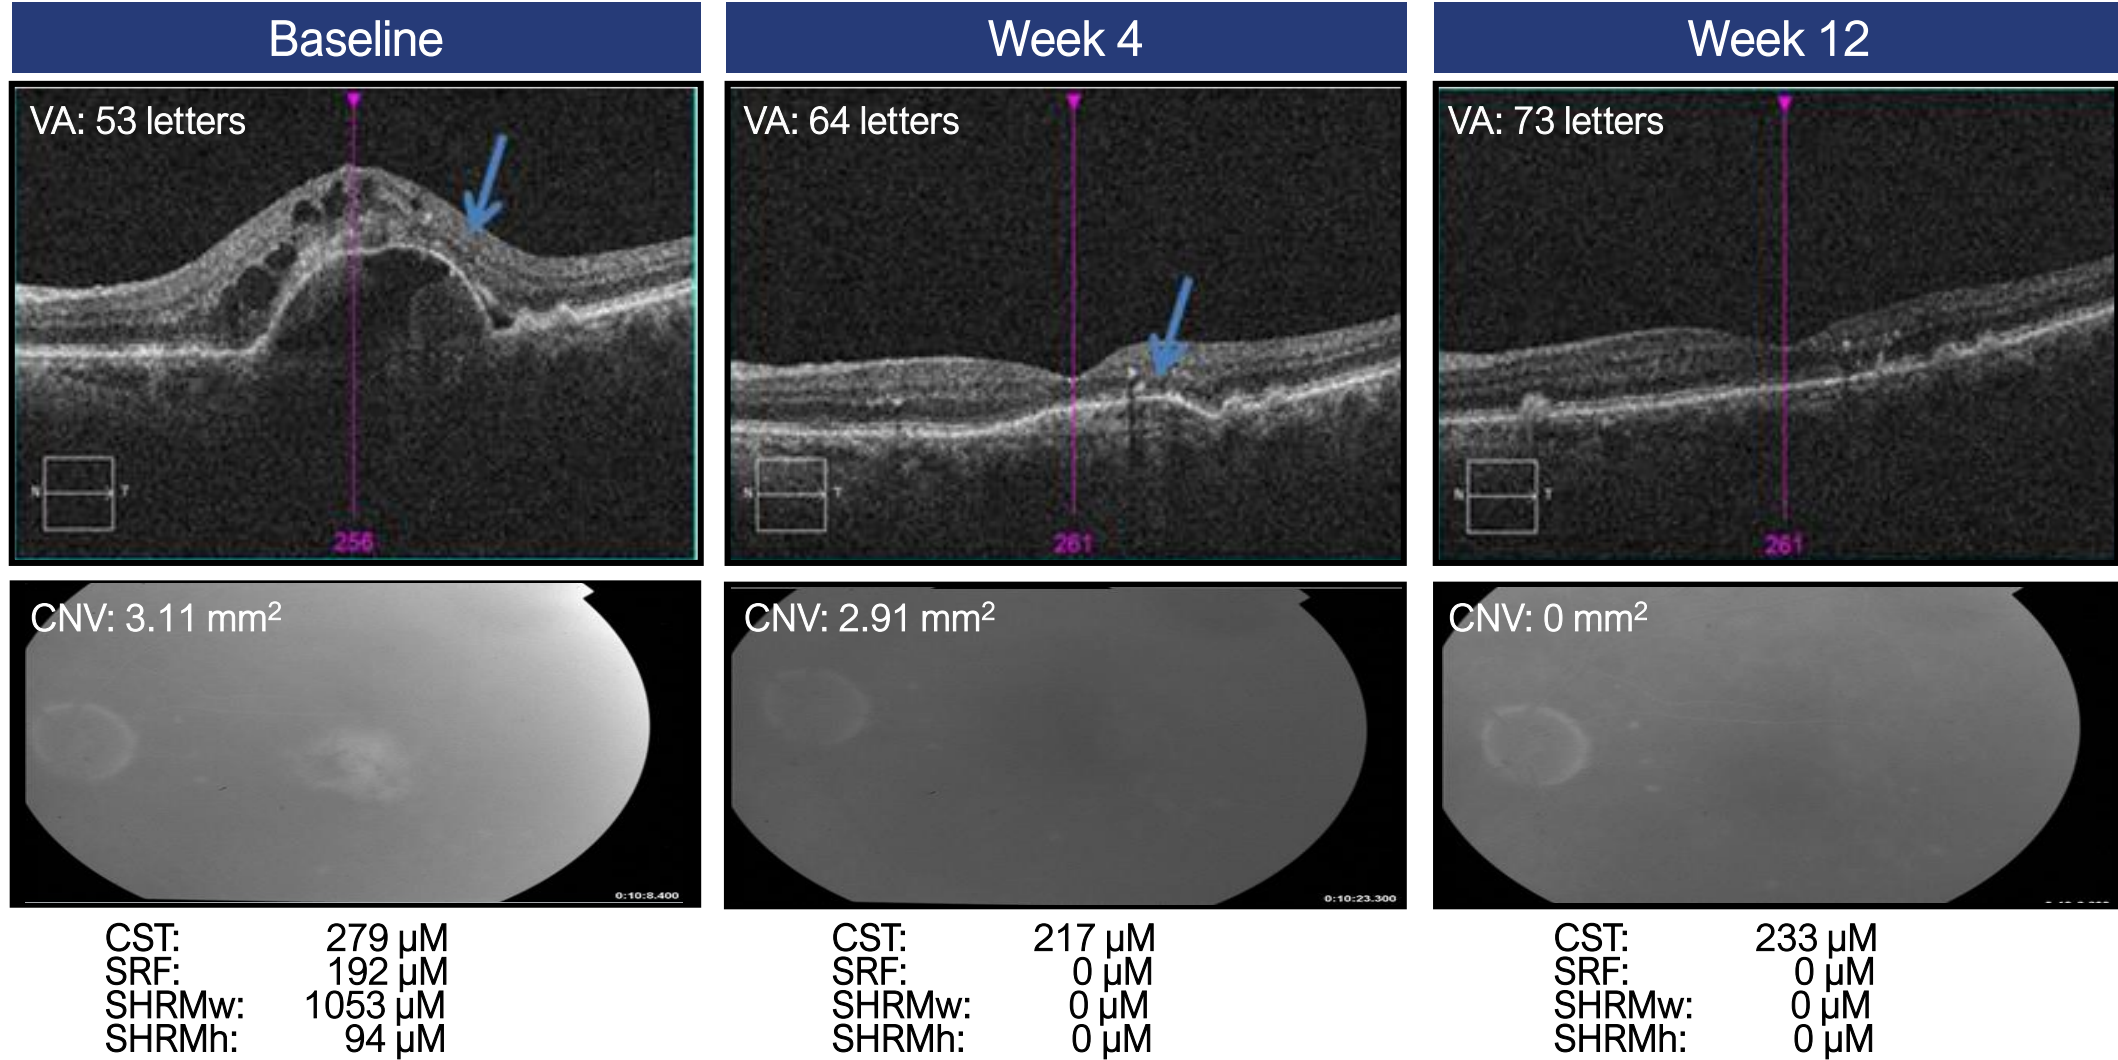 Baseline
VA: 53 letters
N T
256
CNV: 3.11 mm²
0:10:8.400
CST: 279 µM
SRF: 192 µM
SHRMw: 1053 µM
SHRMh: 94 µM
Week 4
VA: 64 letters
N T
261
CNV: 2.91 mm²
0:10:23.300
CST: 217 µM
SRF: 0 µM
SHRMw: 0 µM
SHRMh: 0 µM
Week 12
VA: 73 letters
N T
261
CNV: 0 mm²
CST: 233 µM
SRF: 0 µM
SHRMw: 0 µM
SHRMh: 0 µM